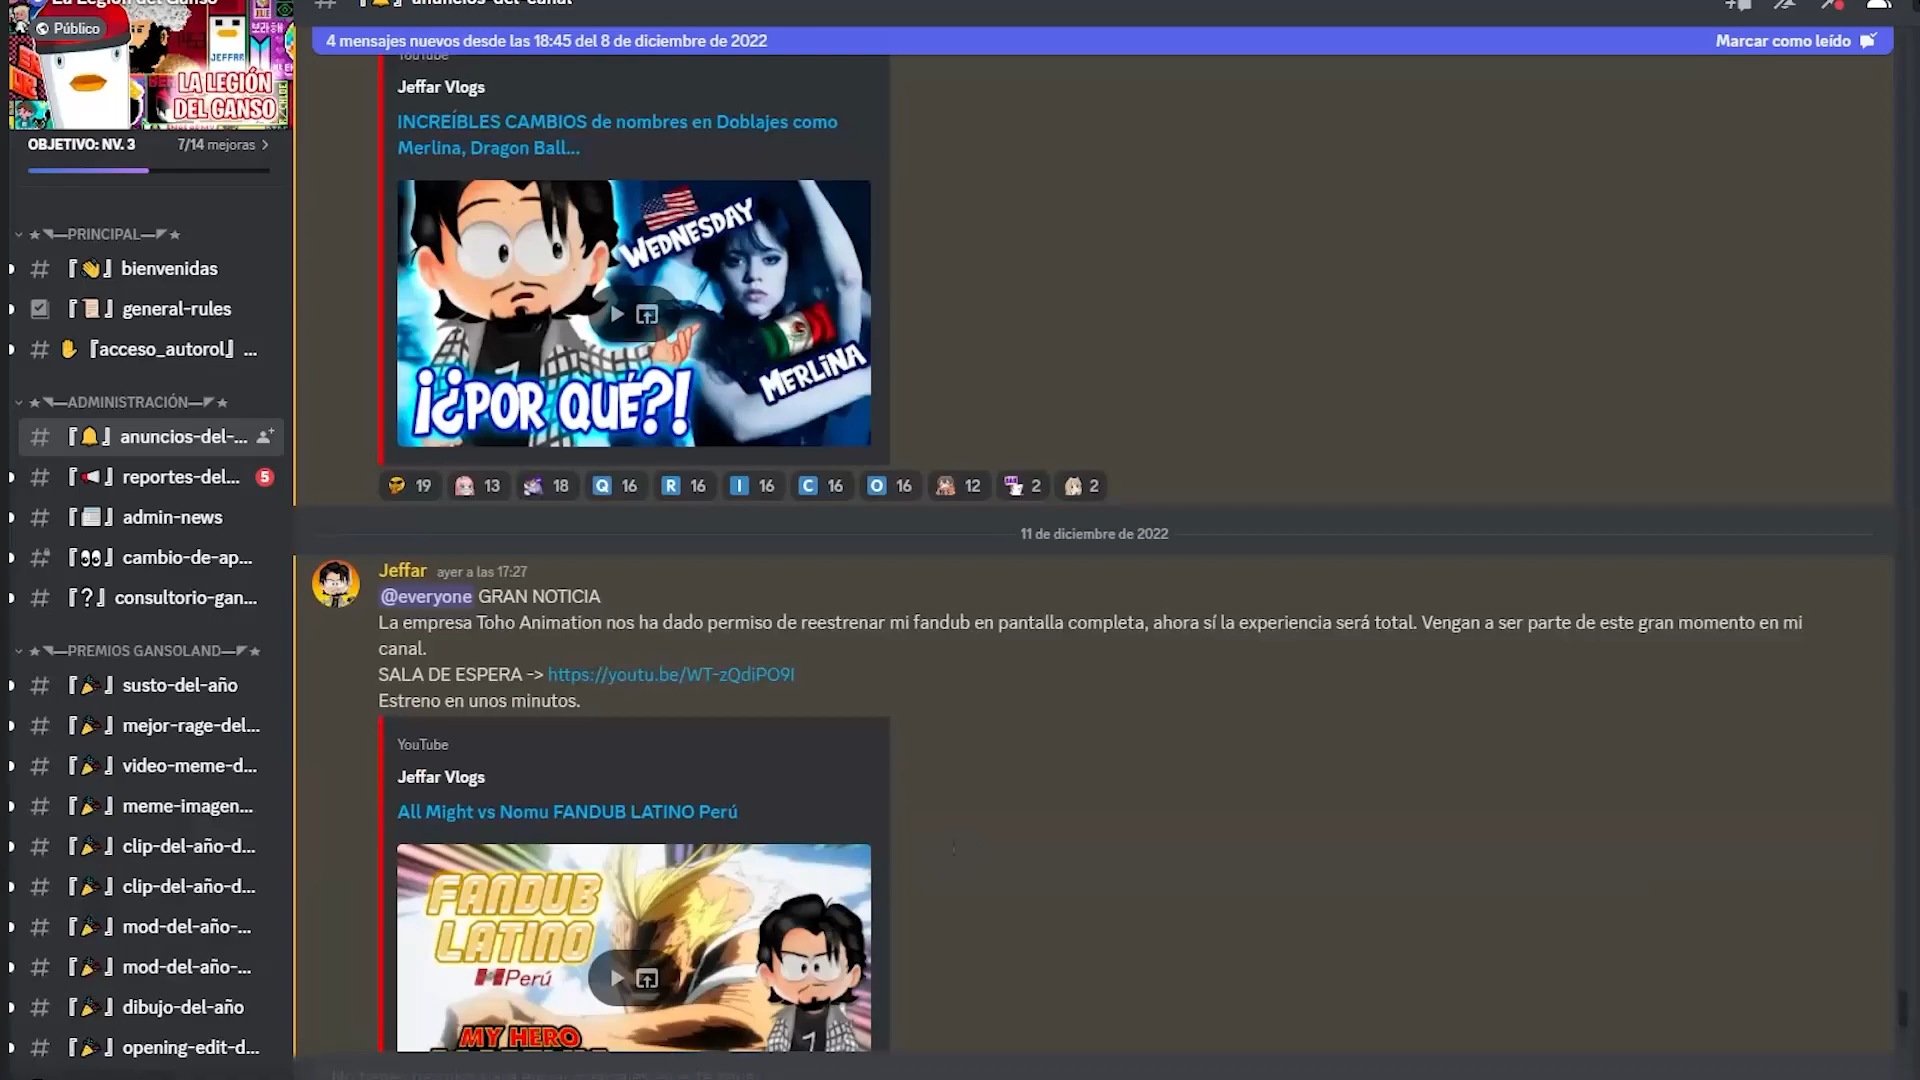 La Legión del Ganso
Público
JEFFAR
LA LEGIÓN
DEL GANSO
OBJETIVO: NV. 3
7/14 mejoras
★◥—PRINCIPAL—◤★
『👋』bienvenidas
『📜』general-rules
✋『acceso_autorol』...
★◥—ADMINISTRACIÓN—◤★
『🔔』anuncios-del-...
『📢』reportes-del...
5
『📰』admin-news
『👀』cambio-de-ap...
『?』consultorio-gan...
★◥—PREMIOS GANSOLAND—◤★
『🎉』susto-del-año
『🎉』mejor-rage-del...
『🎉』video-meme-d...
『🎉』meme-imagen...
『🎉』clip-del-año-d...
『🎉』clip-del-año-d...
『🎉』mod-del-año-...
『🎉』mod-del-año-...
『🎉』dibujo-del-año
『🎉』opening-edit-d...
『🔔』anuncios_del_canal
4 mensajes nuevos desde las 18:45 del 8 de diciembre de 2022
Marcar como leído
YouTube
Jeffar Vlogs
INCREÍBLES CAMBIOS de nombres en Doblajes como
Merlina, Dragon Ball...
WEDNESDAY
MERLINA
¡¿POR QUÉ?!
19 13 18 Q 16 R 16 I 16 C 16 O 16 12 2 2
11 de diciembre de 2022
Jeffar ayer a las 17:27
@everyone GRAN NOTICIA
La empresa Toho Animation nos ha dado permiso de reestrenar mi fandub en pantalla completa, ahora sí la experiencia será total. Vengan a ser parte de este gran momento en mi
canal.
SALA DE ESPERA -> https://youtu.be/WT-zQdiPO9I
Estreno en unos minutos.
YouTube
Jeffar Vlogs
All Might vs Nomu FANDUB LATINO Perú
FANDUB
LATINO
Perú
MY HERO